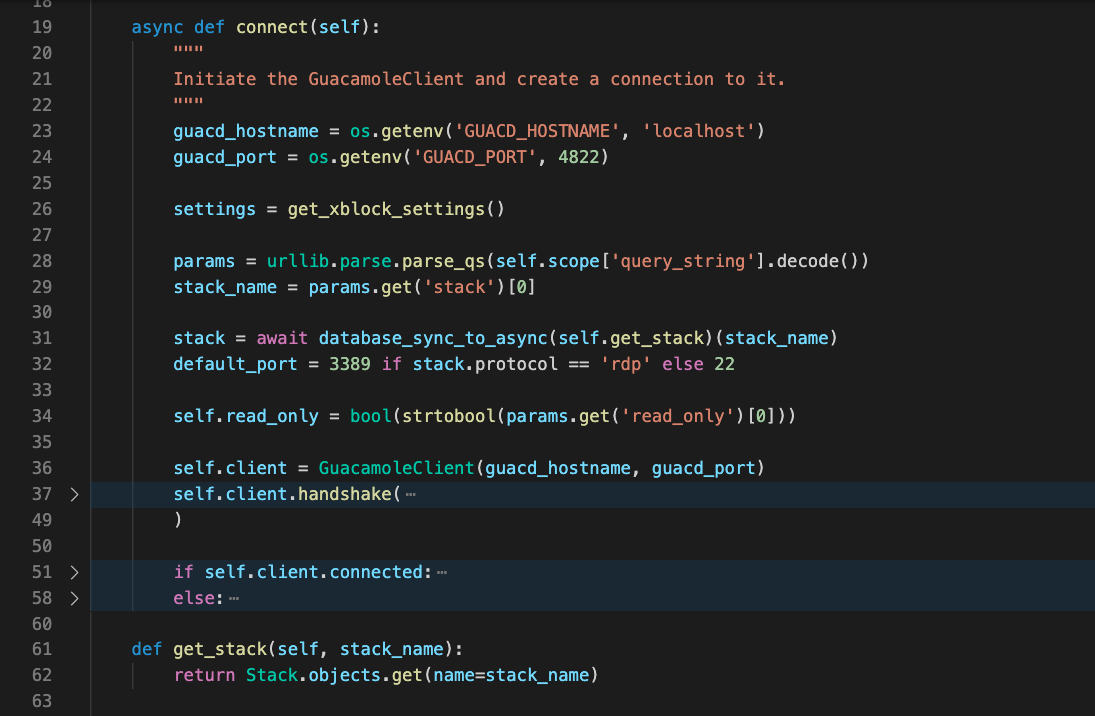 18
19 async def connect(self):
20 """
21 Initiate the GuacamoleClient and create a connection to it.
22 """
23 guacd_hostname = os.getenv('GUACD_HOSTNAME', 'localhost')
24 guacd_port = os.getenv('GUACD_PORT', 4822)
25
26 settings = get_xblock_settings()
27
28 params = urllib.parse.parse_qs(self.scope['query_string'].decode())
29 stack_name = params.get('stack')[0]
30
31 stack = await database_sync_to_async(self.get_stack)(stack_name)
32 default_port = 3389 if stack.protocol == 'rdp' else 22
33
34 self.read_only = bool(strtobool(params.get('read_only')[0]))
35
36 self.client = GuacamoleClient(guacd_hostname, guacd_port)
37 self.client.handshake(⋯
49 )
50
51 if self.client.connected:⋯
58 else:⋯
60
61 def get_stack(self, stack_name):
62 return Stack.objects.get(name=stack_name)
63